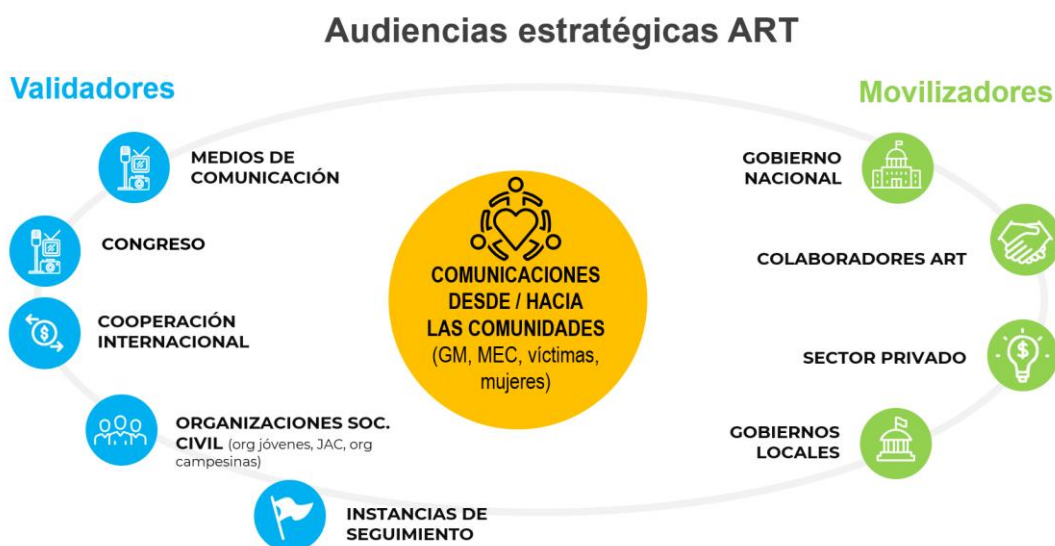 Audiencias estratégicas ART
Validadores
MEDIOS DE
COMUNICACIÓN
CONGRESO
COOPERACIÓN
INTERNACIONAL
ORGANIZACIONES SOC.
CIVIL (org jóvenes, JAC, org
campesinas)
INSTANCIAS DE
SEGUIMIENTO
COMUNICACIONES
DESDE / HACIA
LAS COMUNIDADES
(GM, MEC, víctimas,
mujeres)
Movilizadores
GOBIERNO
NACIONAL
COLABORADORES ART
SECTOR PRIVADO
GOBIERNOS
LOCALES